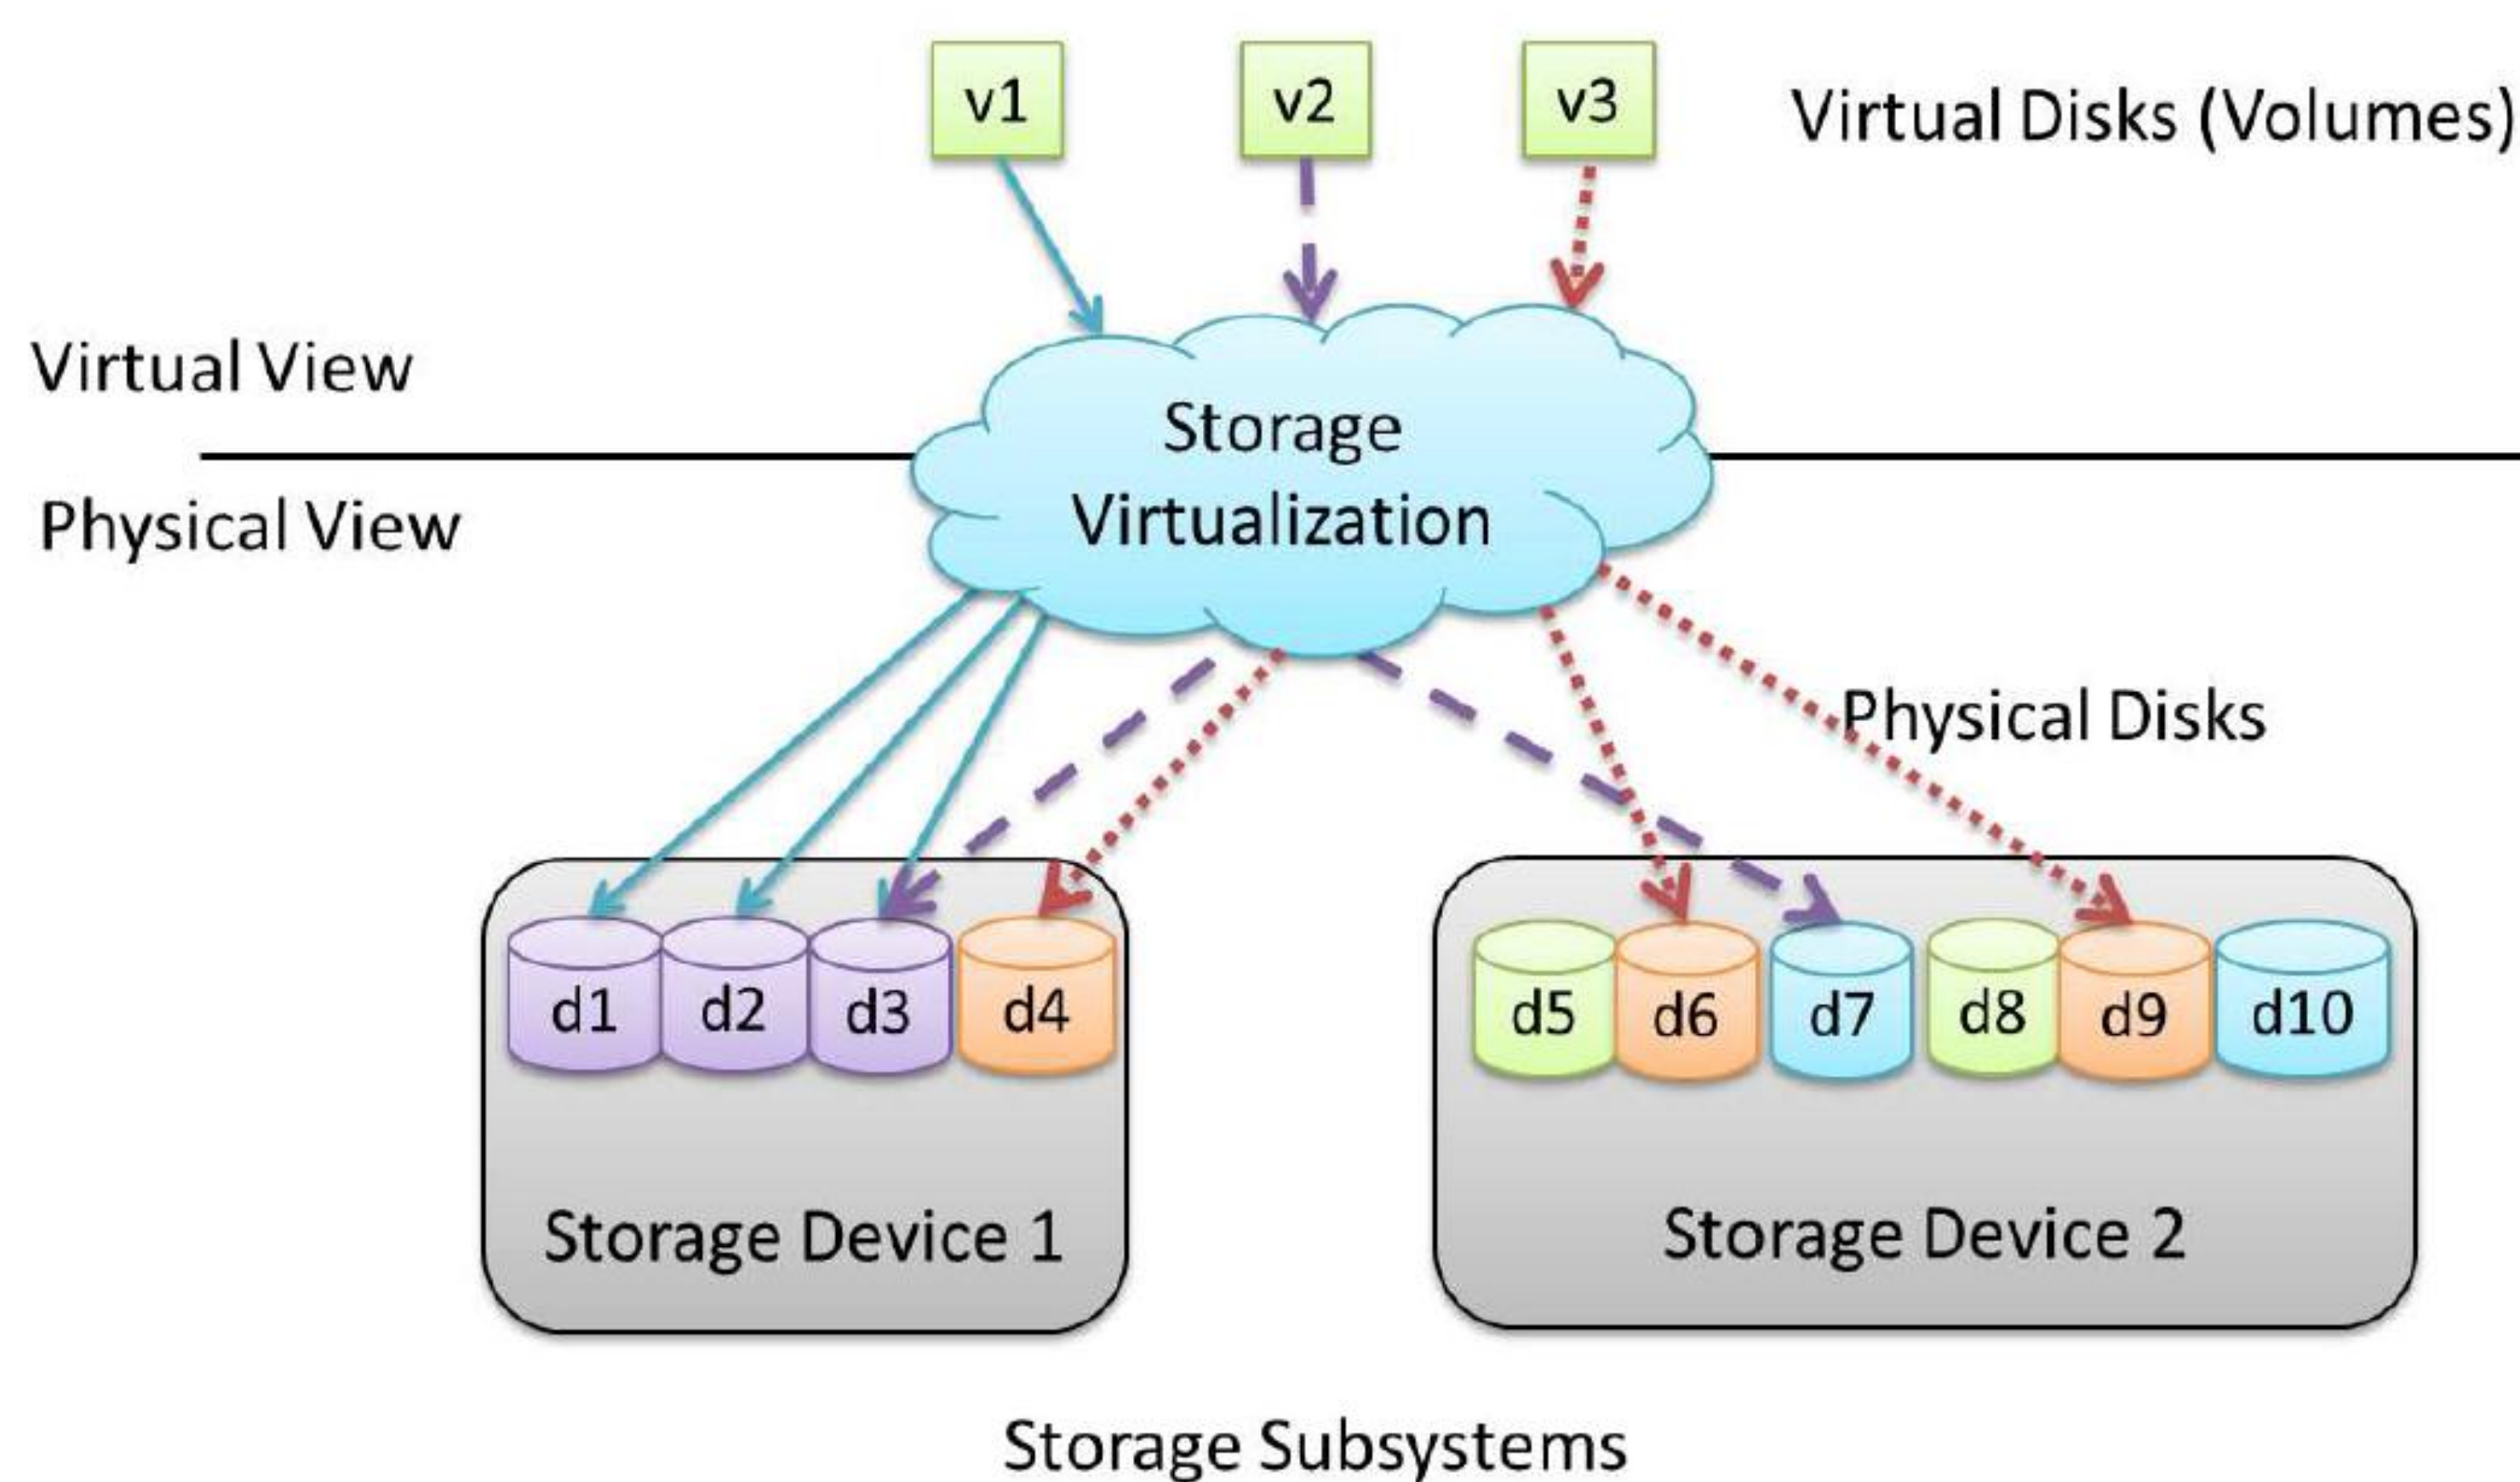 v1 v2 v3 Virtual Disks (Volumes)
Virtual View
Storage
Virtualization
Physical View
Physical Disks
d1 d2 d3 d4 d5 d6 d7 d8 d9 d10
Storage Device 1 Storage Device 2
Storage Subsystems